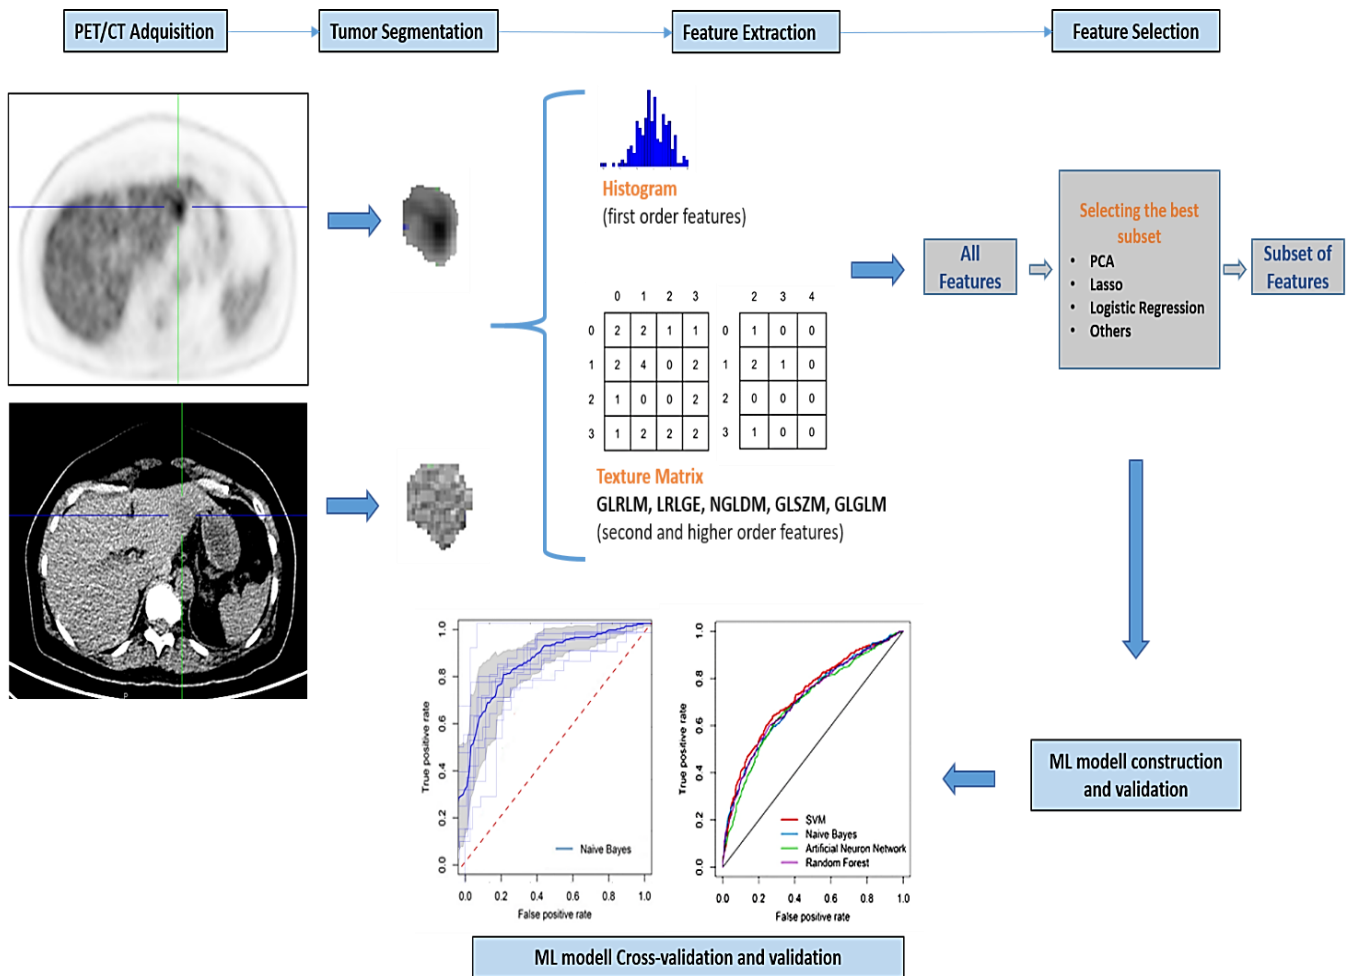 PET/CT Adquisition
Tumor Segmentation
Feature Extraction
Feature Selection
Histogram
(first order features)
0 1 2 3
0 2 2 1 1
1 2 4 0 2
2 1 0 0 2
3 1 2 2 2
2 3 4
0 1 0 0
1 2 1 0
2 0 0 0
3 1 0 0
Texture Matrix
GLRLM, LRLGE, NGLDM, GLSZM, GLGLM
(second and higher order features)
All
Features
Selecting the best
subset
• PCA
• Lasso
• Logistic Regression
• Others
Subset of
Features
ML modell construction
and validation
True positive rate
1.0
0.8
0.6
0.4
0.2
0.0
Naive Bayes
0.0 0.2 0.4 0.6 0.8 1.0
False positive rate
True positive rate
1.0
0.8
0.6
0.4
0.2
0.0
SVM
Naive Bayes
Artificial Neuron Network
Random Forest
0.0 0.2 0.4 0.6 0.8 1.0
False positive rate
ML modell Cross-validation and validation